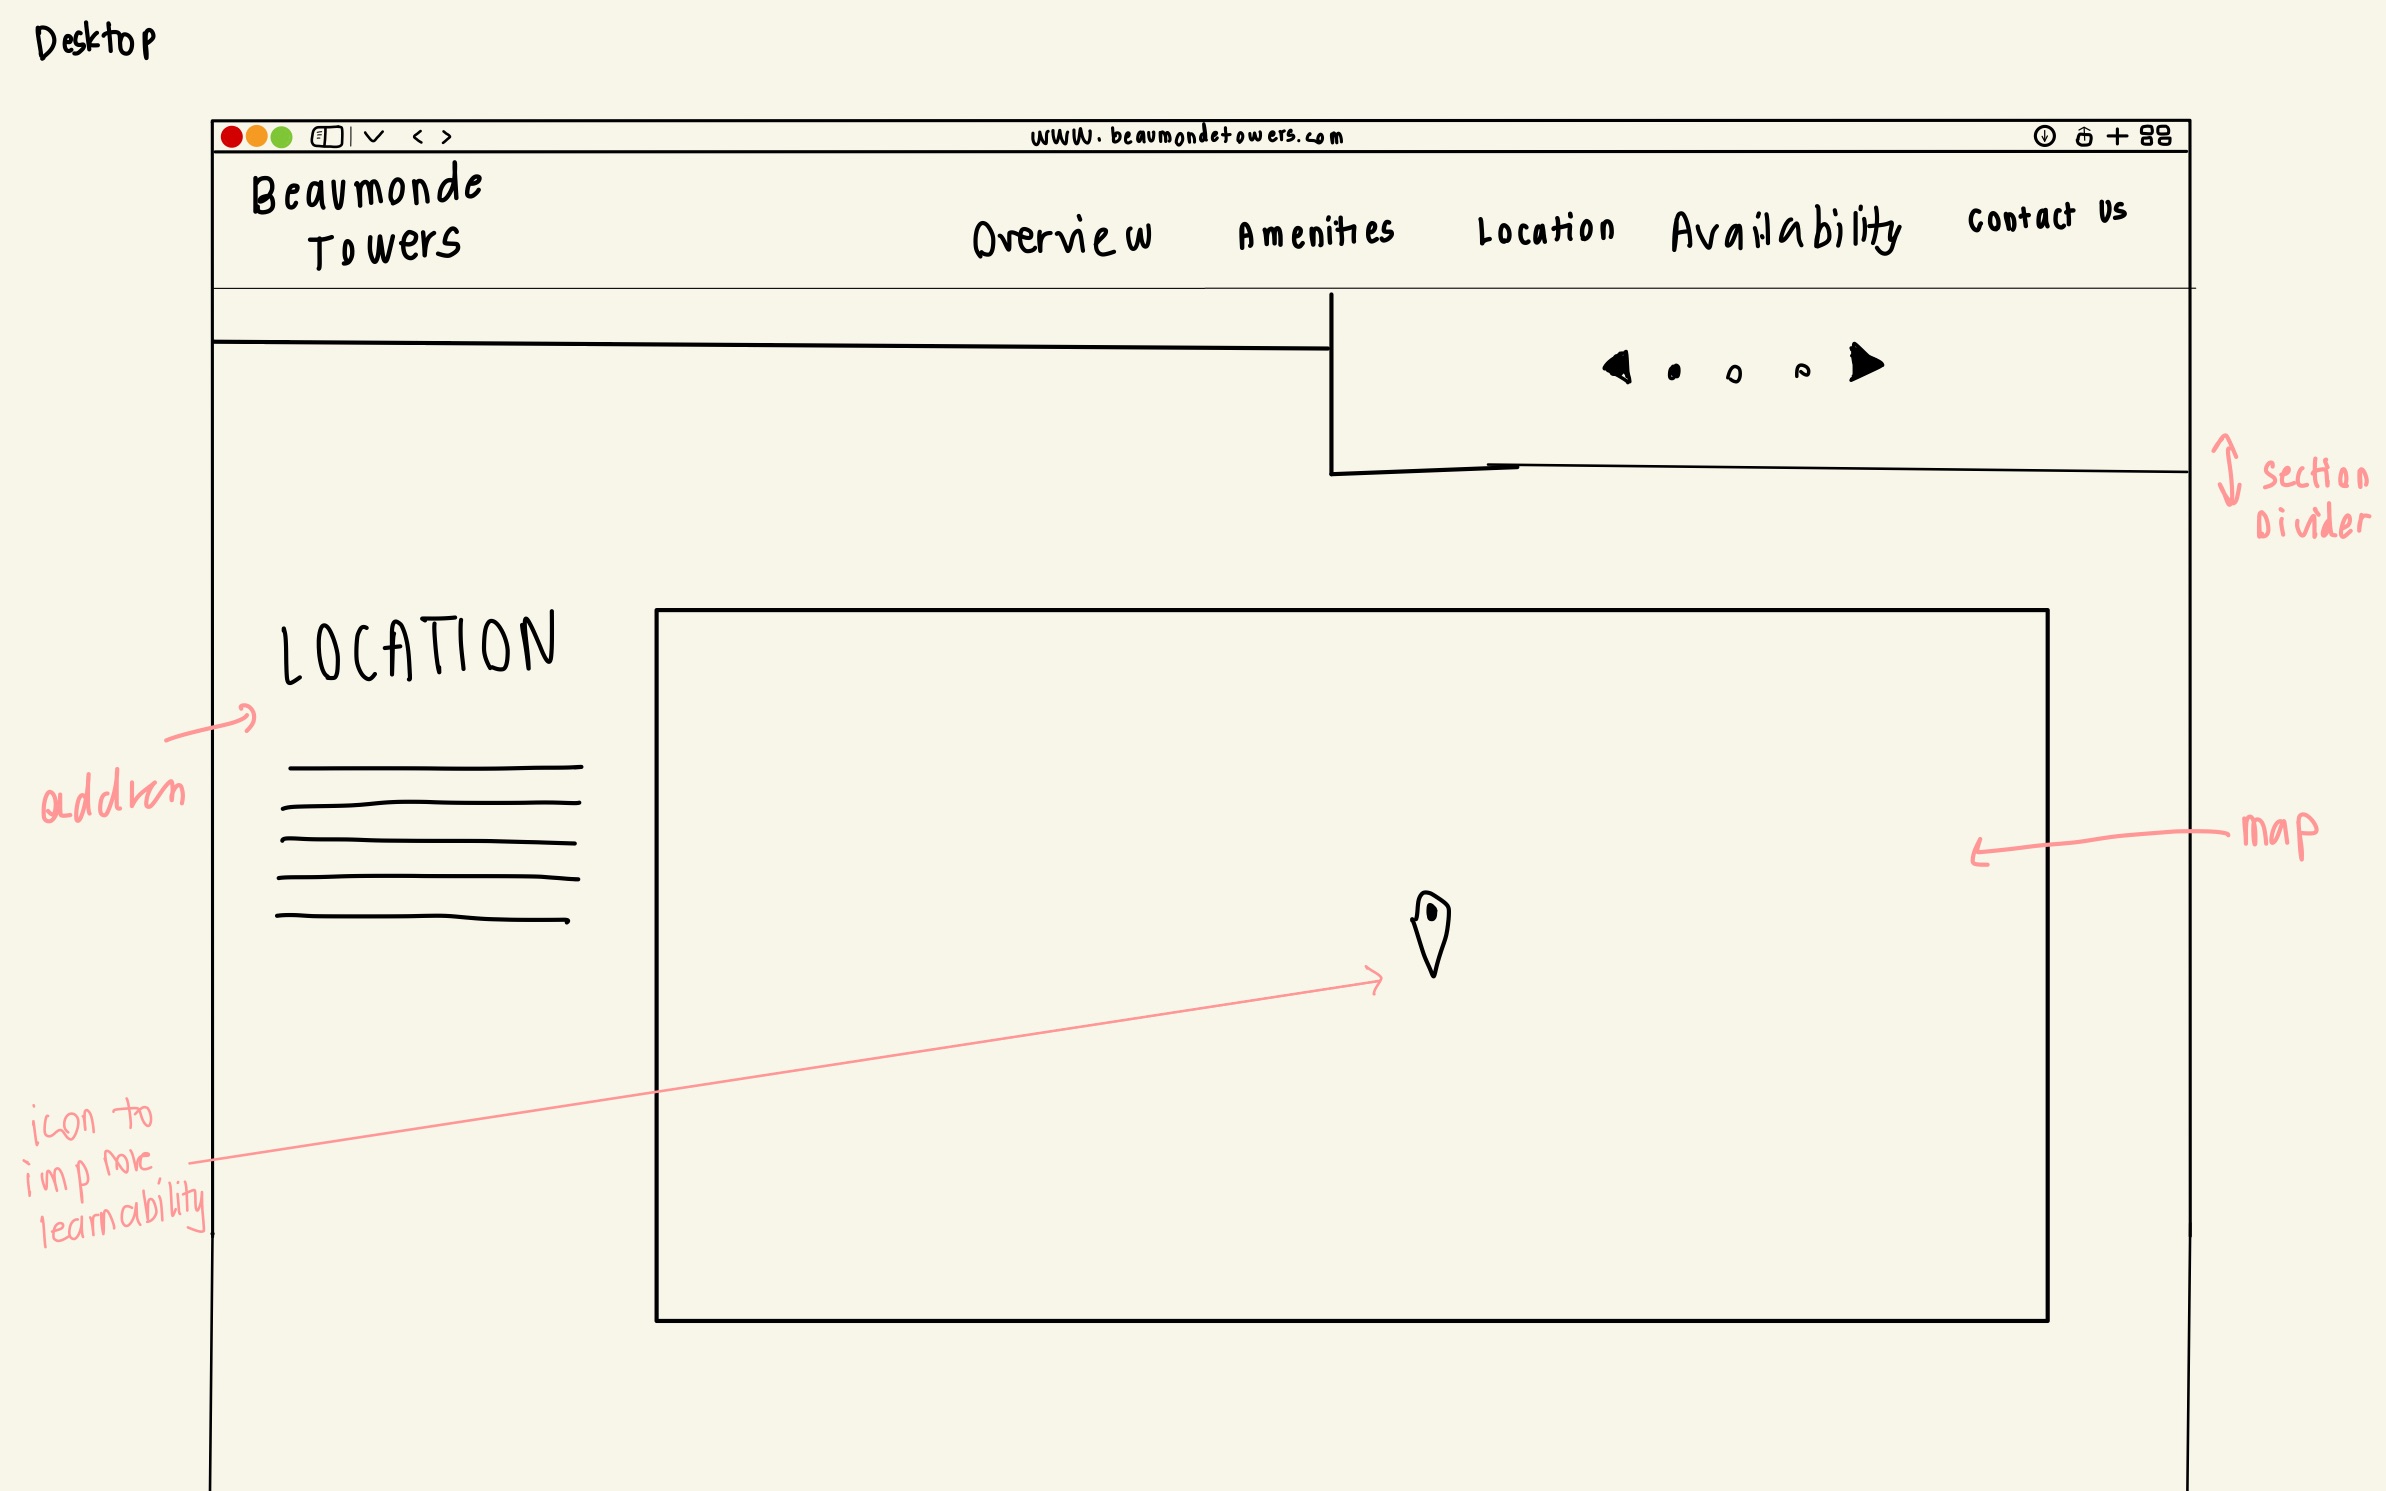 Desktop
www.beaumondetowers.com
Beaumonde
Towers
Overview
Amenities
Location
Availability
Contact Us
section
Divider
LOCATION
address
map
icon to
improve
learnability